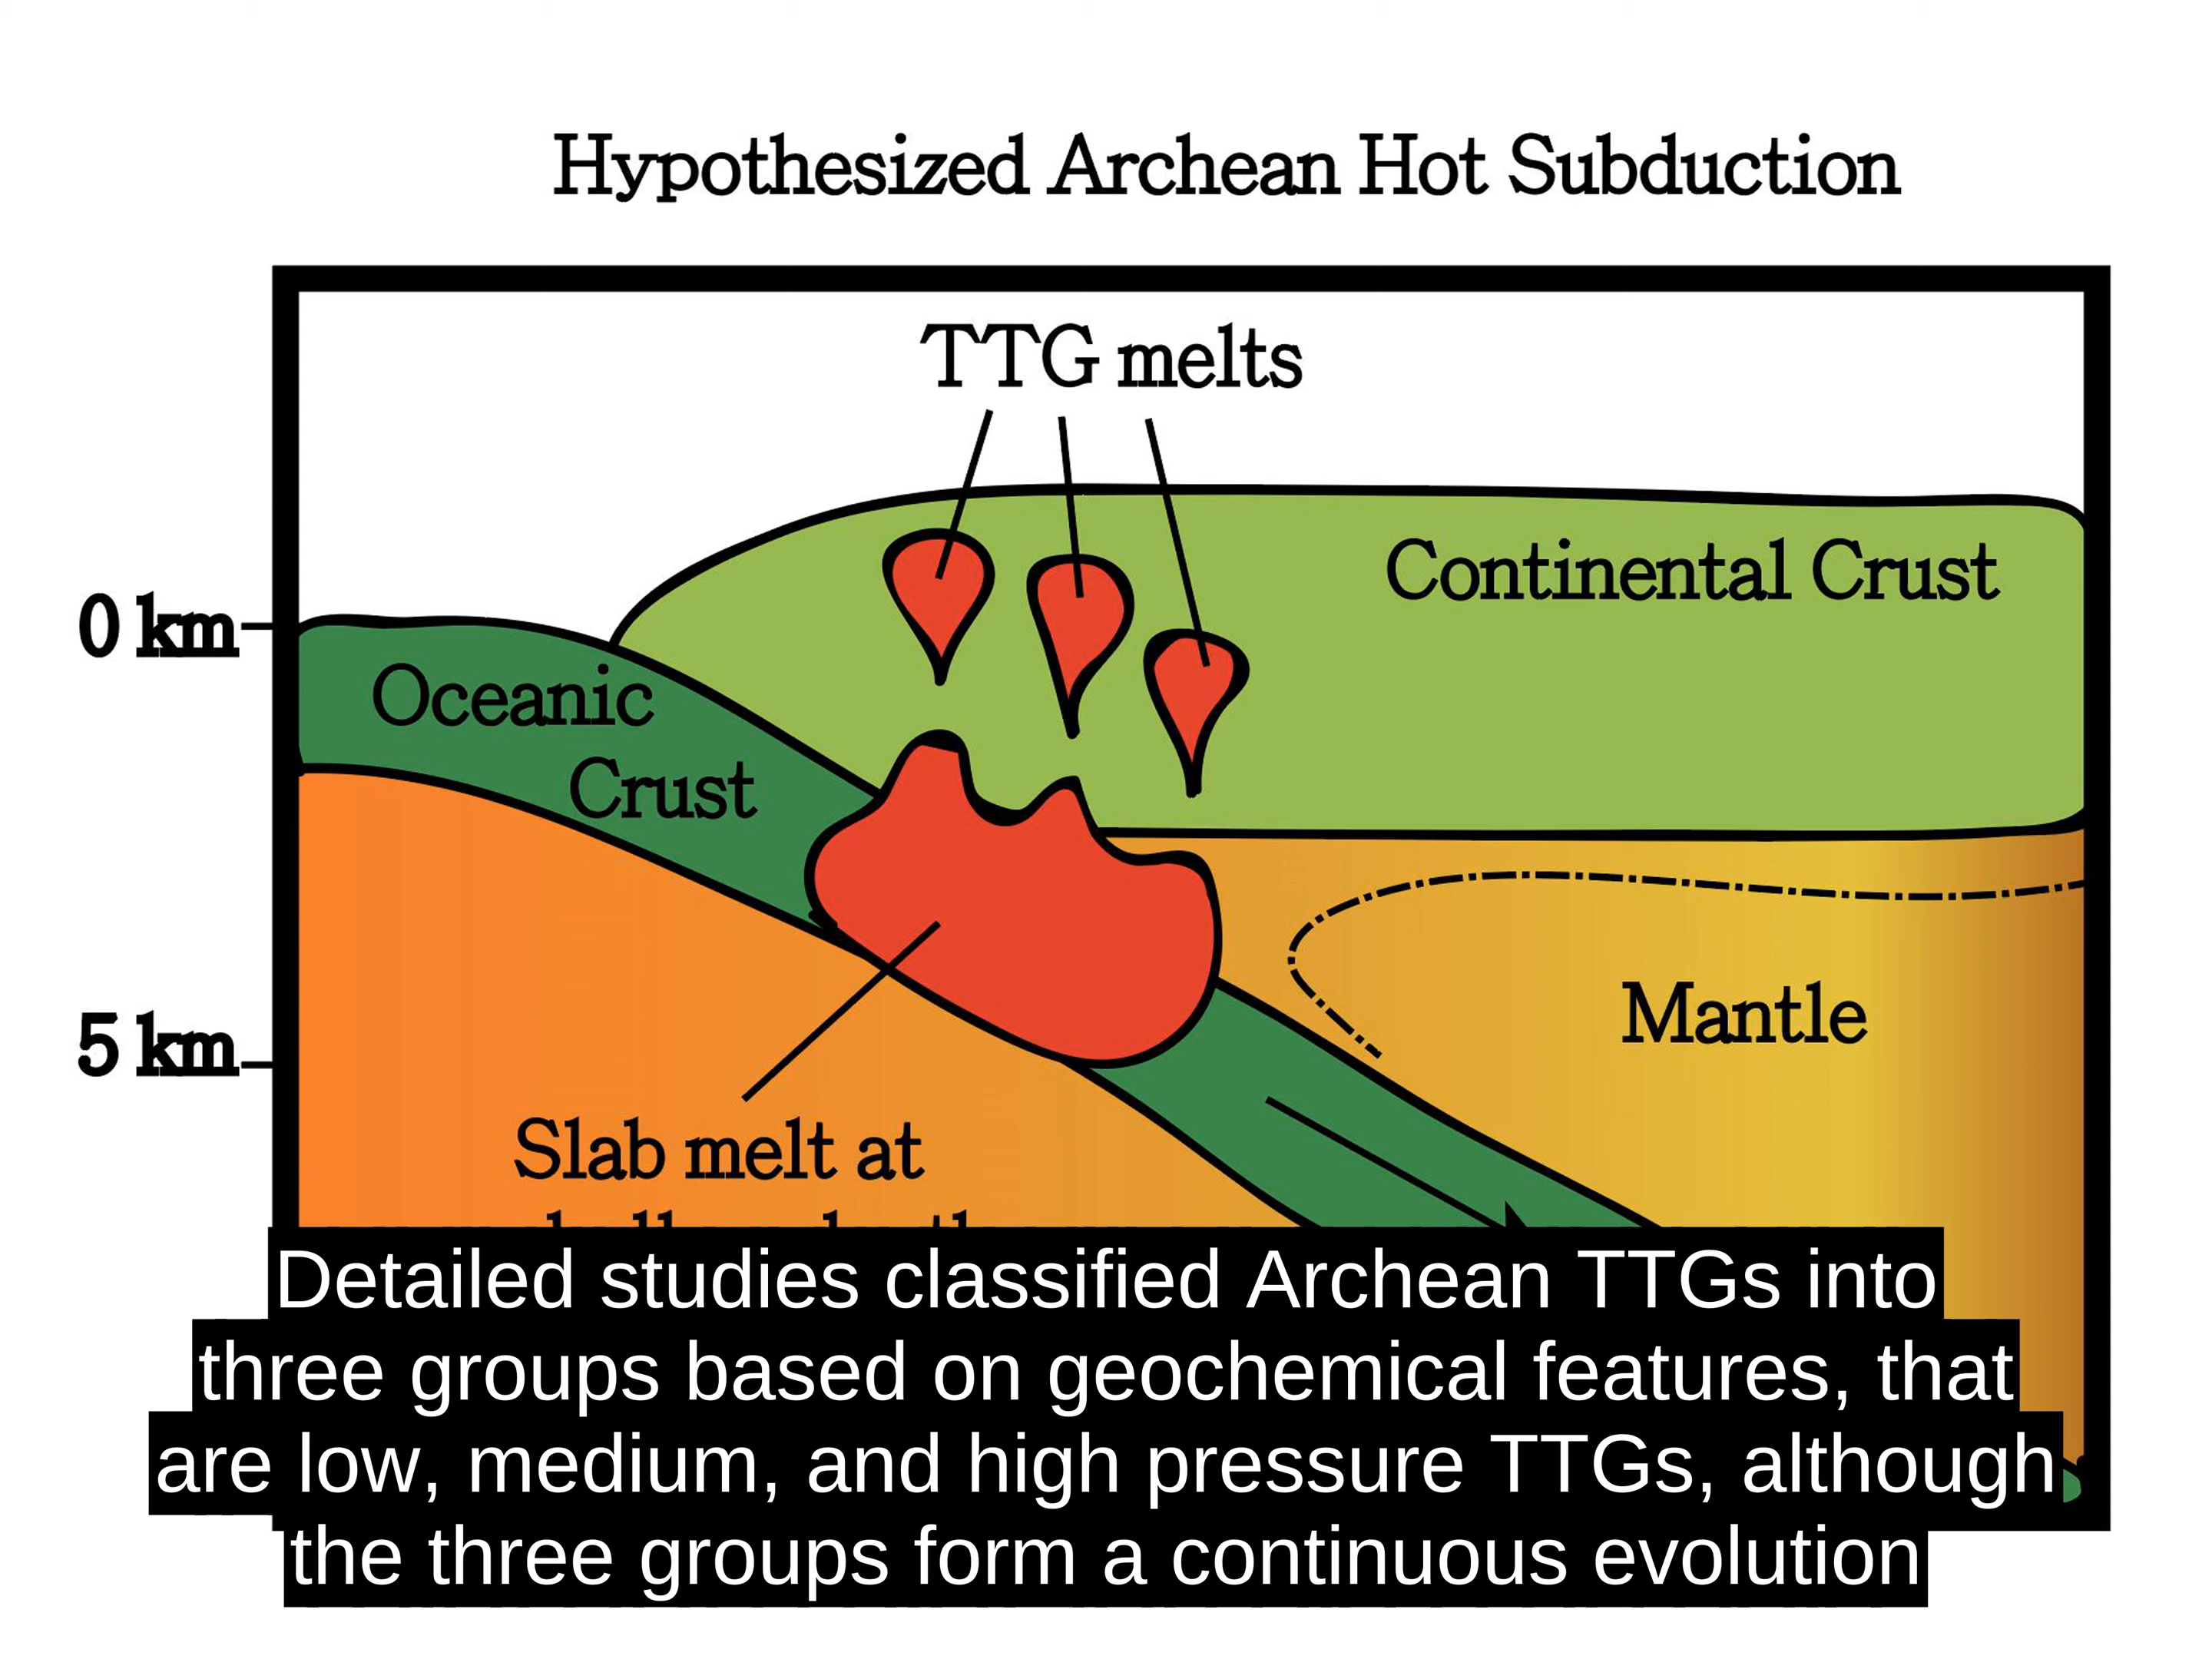 Hypothesized Archean Hot Subduction
TTG melts
Continental Crust
0 km
Oceanic
Crust
Mantle
5 km
Slab melt at
Detailed studies classified Archean TTGs into
three groups based on geochemical features, that
are low, medium, and high pressure TTGs, although
the three groups form a continuous evolution